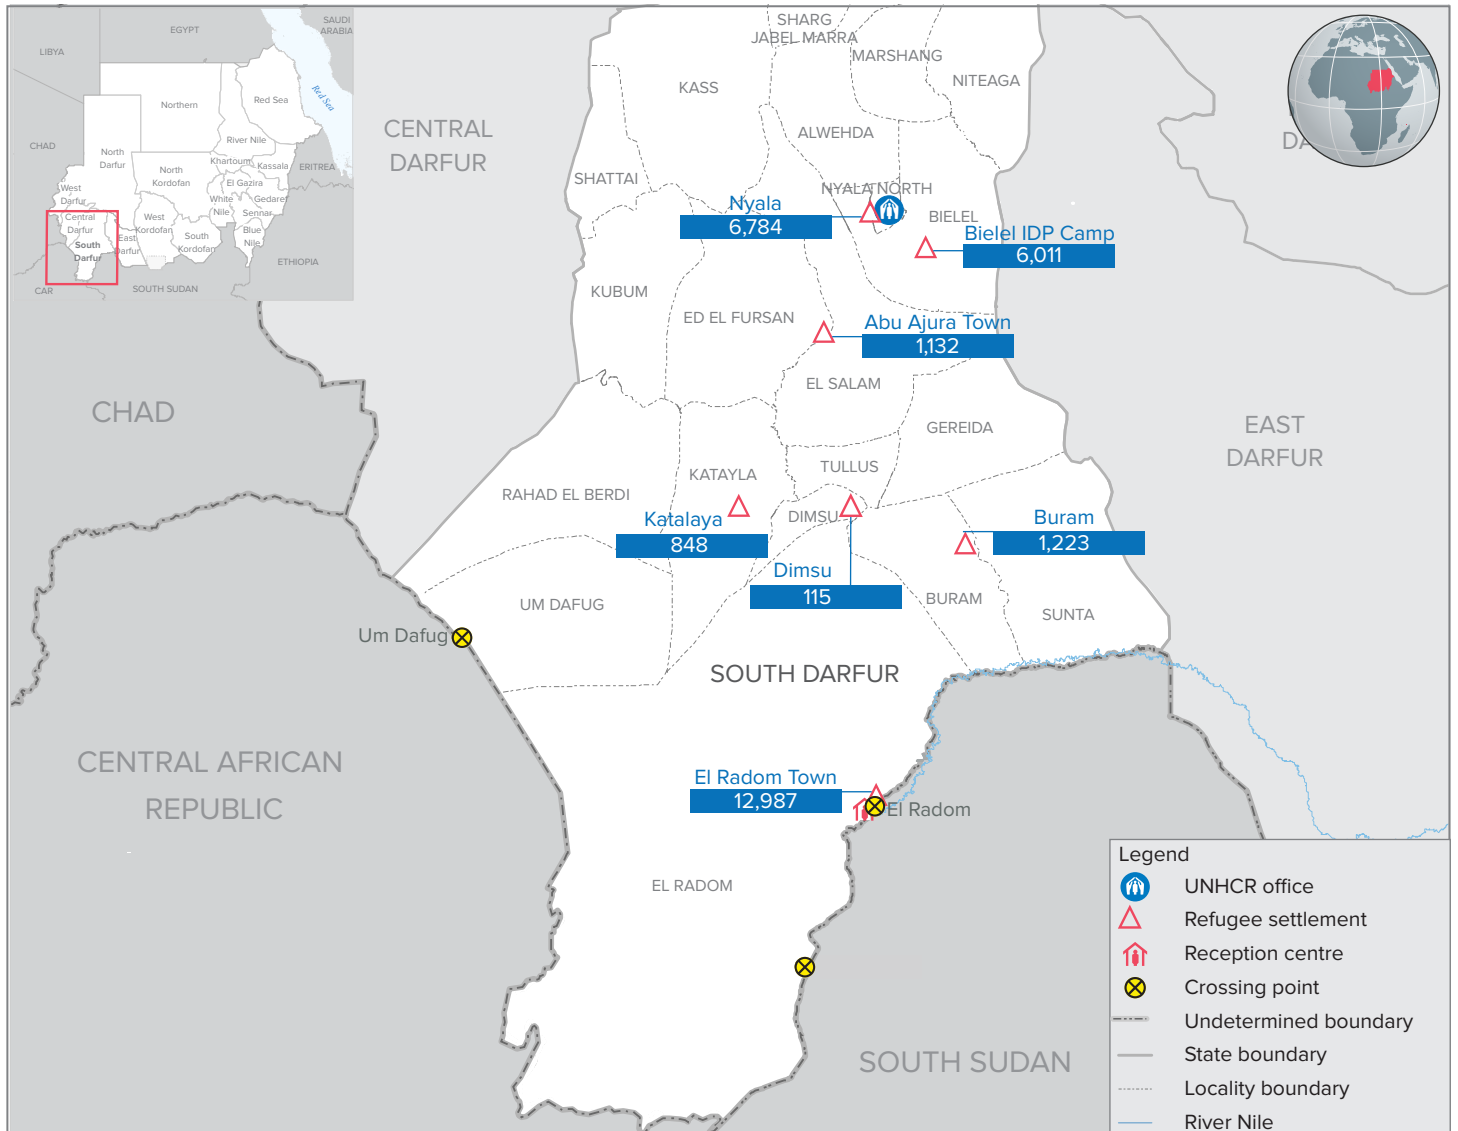 SAUDI
ARABIA
EGYPT
LIBYA
Red Sea
Northern
Red Sea
CHAD
River Nile
North
Darfur
Khartoum
Kassala
ERITREA
North
Kordofan
West
Darfur
El Gazira
White
Nile
Gedaref
Sennar
Central
Darfur
West
Kordofan
South
Kordofan
Blue
Nile
East
Darfur
South
Darfur
ETHIOPIA
CAR
SOUTH SUDAN
SHARG
JABEL MARRA
MARSHANG
KASS
NITEAGA
CENTRAL
DARFUR
ALWEHDA
DA
SHATTAI
NYALA NORTH
Nyala
6,784
BIELEL
Bielel IDP Camp
6,011
KUBUM
ED EL FURSAN
Abu Ajura Town
1,132
EL SALAM
CHAD
GEREIDA
EAST
DARFUR
TULLUS
KATAYLA
RAHAD EL BERDI
DIMSU
Katalaya
848
Buram
1,223
Dimsu
115
UM DAFUG
BURAM
SUNTA
Um Dafug
SOUTH DARFUR
CENTRAL AFRICAN
REPUBLIC
El Radom Town
12,987
El Radom
EL RADOM
SOUTH SUDAN
Legend
UNHCR office
Refugee settlement
Reception centre
Crossing point
Undetermined boundary
State boundary
Locality boundary
River Nile